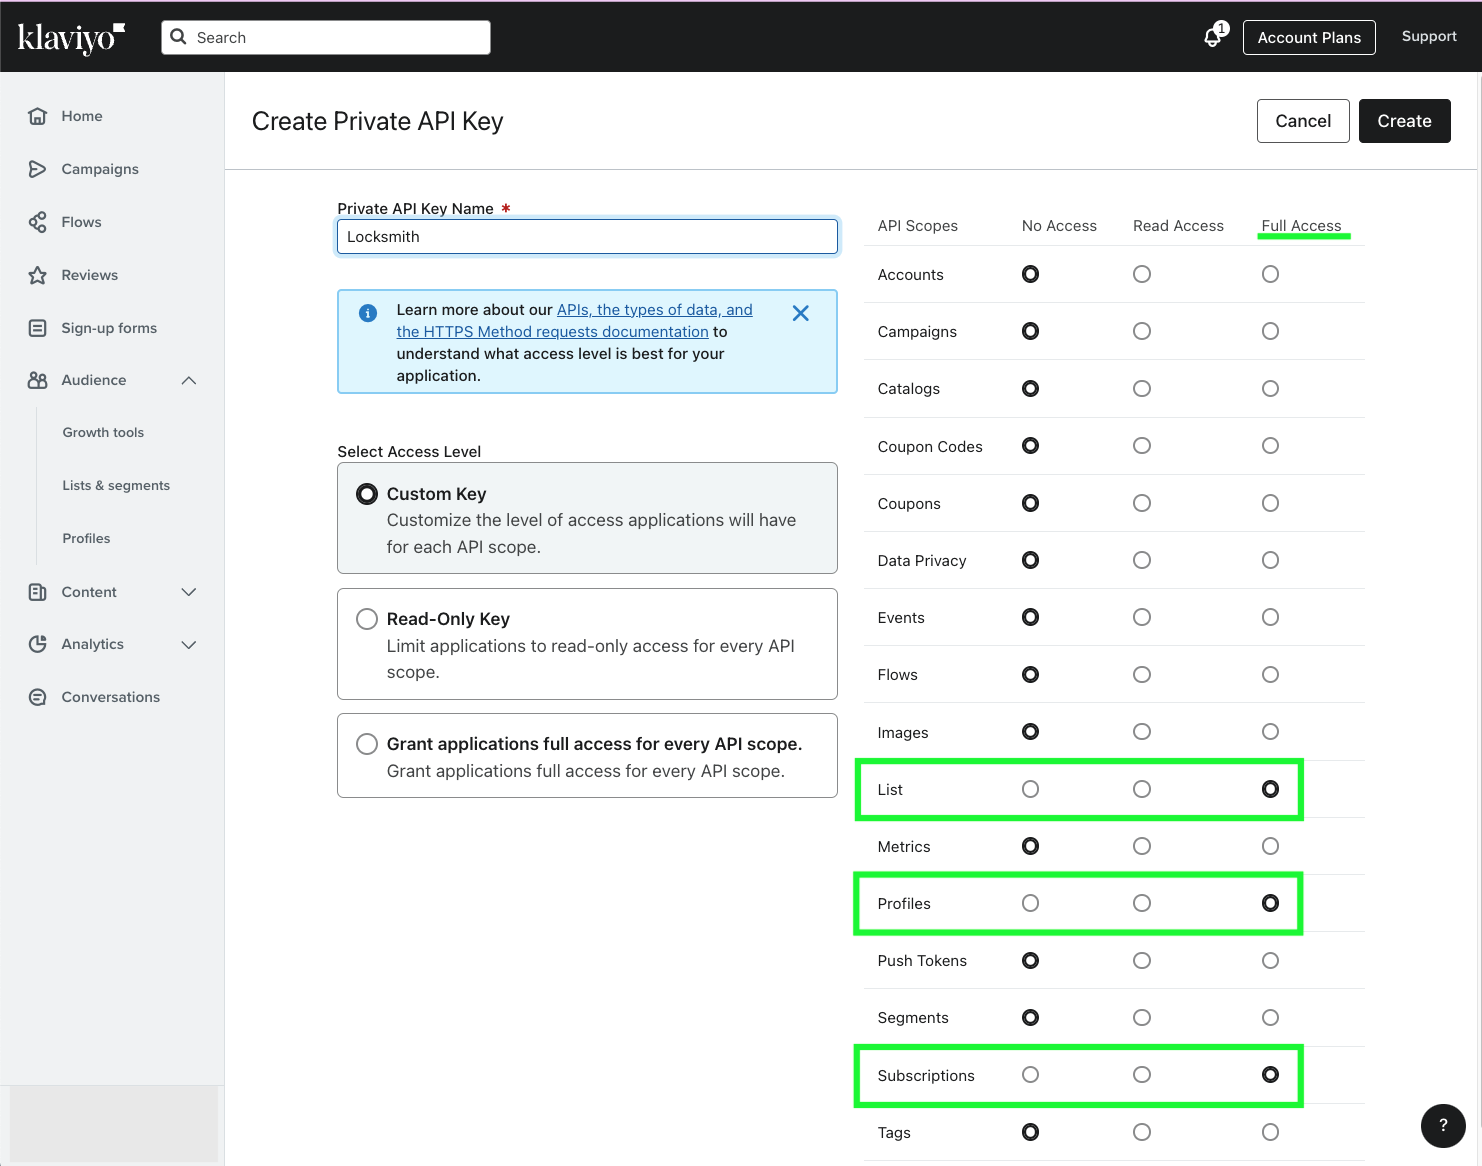 klaviyo
Search
1
Account Plans
Support
Home
Campaigns
Flows
Reviews
Sign-up forms
Audience
Growth tools
Lists & segments
Profiles
Content
Analytics
Conversations
Create Private API Key
Cancel
Create
Private API Key Name *
Locksmith
Learn more about our APIs, the types of data, and
the HTTPS Method requests documentation to
understand what access level is best for your
application.
Select Access Level
Custom Key
Customize the level of access applications will have
for each API scope.
Read-Only Key
Limit applications to read-only access for every API
scope.
Grant applications full access for every API scope.
Grant applications full access for every API scope.
API Scopes No Access Read Access Full Access
Accounts
Campaigns
Catalogs
Coupon Codes
Coupons
Data Privacy
Events
Flows
Images
List
Metrics
Profiles
Push Tokens
Segments
Subscriptions
Tags
?